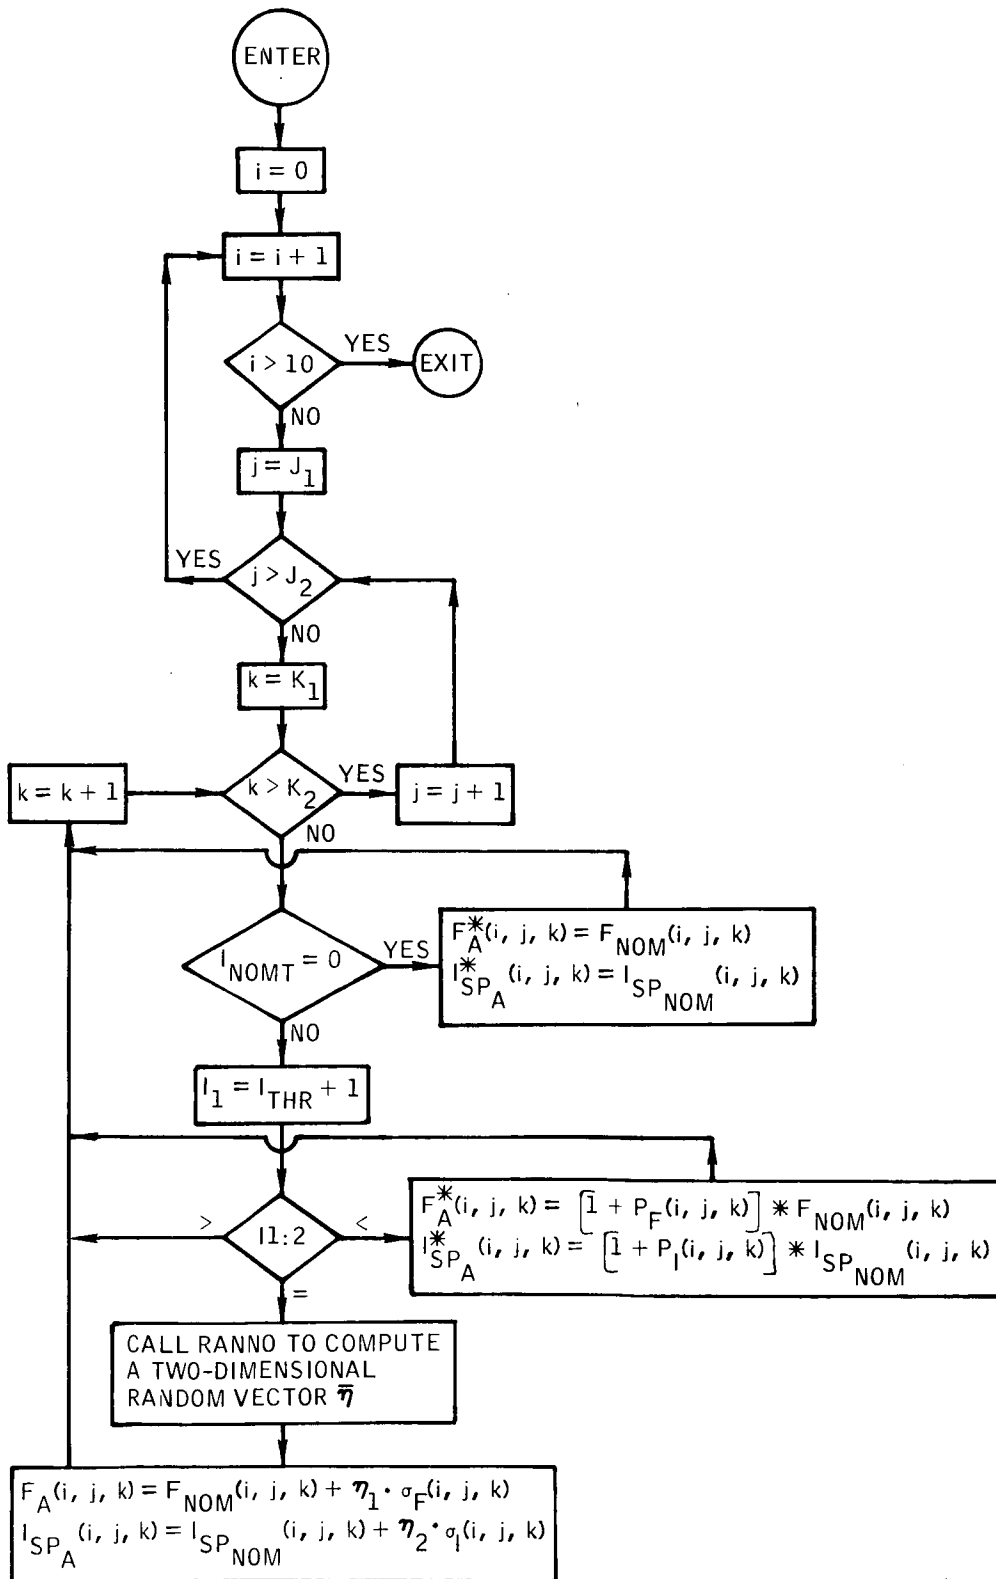 ENTER
i = 0
i = i + 1
i > 10
YES
EXIT
NO
j = J1
YES
j > J2
NO
k = K1
k = k + 1
k > K2
YES
j = j + 1
NO
INOMT = 0
YES
F*A(i, j, k) = FNOM(i, j, k)
I*SPA(i, j, k) = ISPNOM(i, j, k)
NO
I1 = ITHR + 1
>
I1:2
<
F*A(i, j, k) = [1 + PF(i, j, k)] * FNOM(i, j, k)
I*SPA(i, j, k) = [1 + PI(i, j, k)] * ISPNOM(i, j, k)
=
CALL RANNO TO COMPUTE
A TWO-DIMENSIONAL
RANDOM VECTOR η̄
FA(i, j, k) = FNOM(i, j, k) + η1 · σF(i, j, k)
ISPA(i, j, k) = ISPNOM(i, j, k) + η2 · σI(i, j, k)